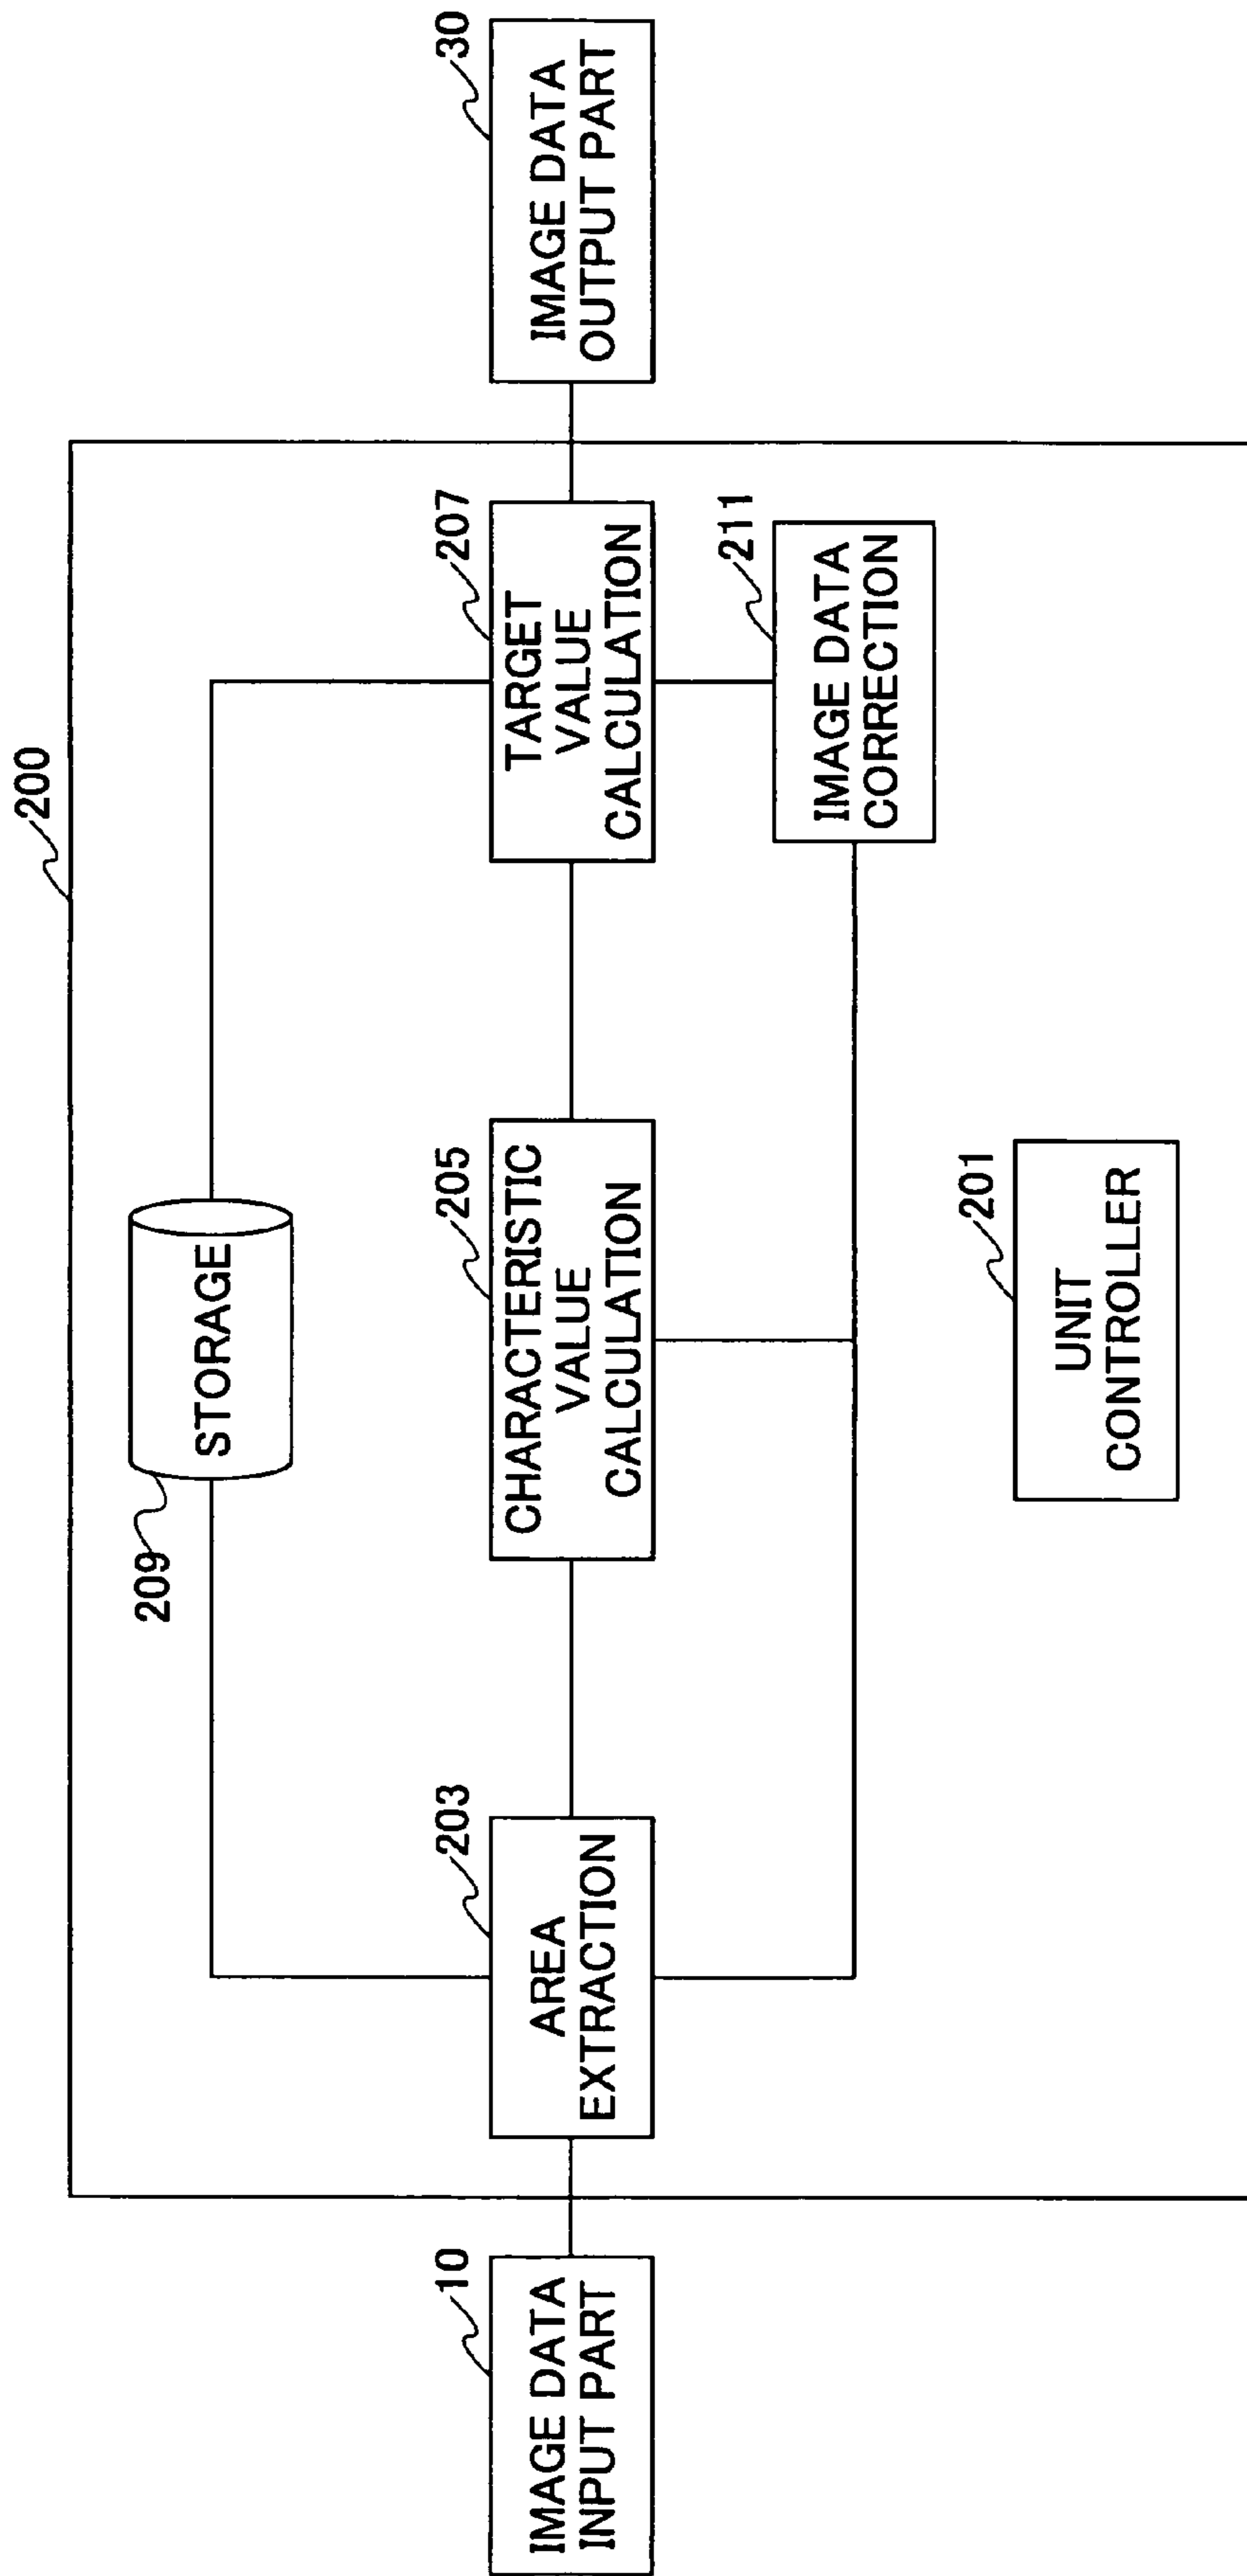 200
209
STORAGE
10
IMAGE DATA
INPUT PART
203
AREA
EXTRACTION
205
CHARACTERISTIC
VALUE
CALCULATION
207
TARGET
VALUE
CALCULATION
30
IMAGE DATA
OUTPUT PART
211
IMAGE DATA
CORRECTION
201
UNIT
CONTROLLER